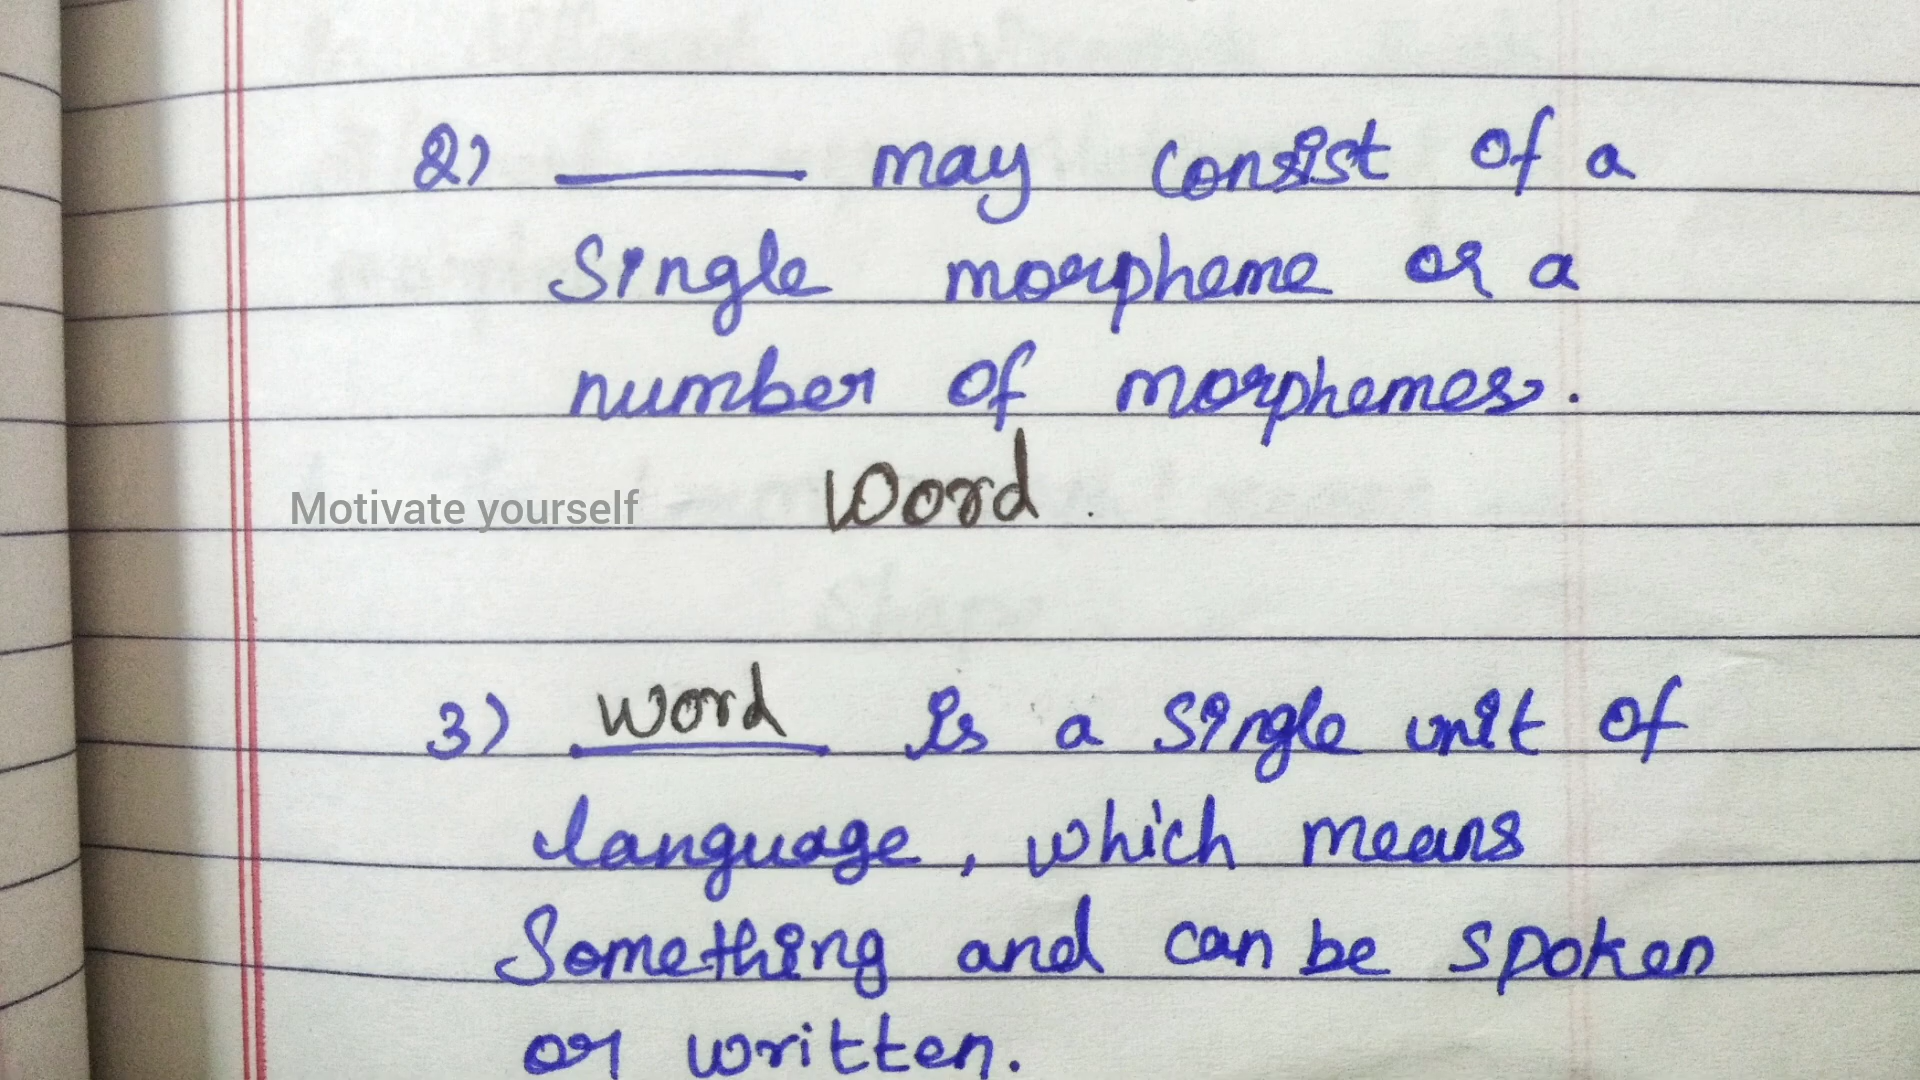 2) ______ may consist of a
single morpheme or a
number of morphemes.
Motivate yourself Word.
3) word is a single unit of
language, which means
Something and can be spoken
or written.